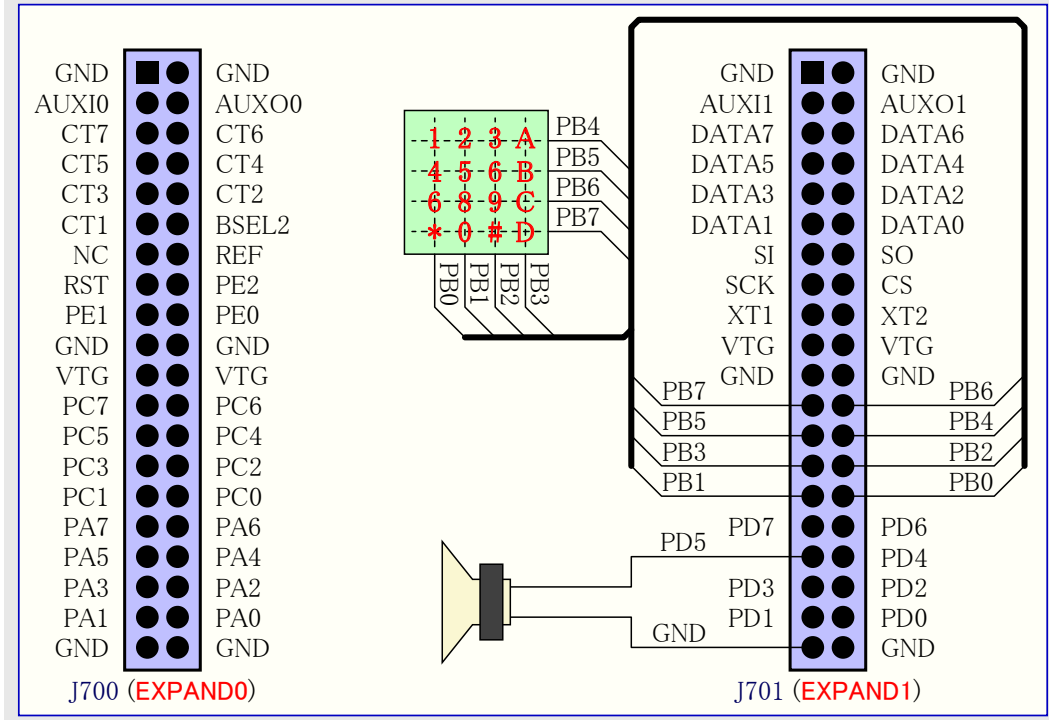 GND GND
AUXI0 AUXO0
CT7 CT6
CT5 CT4
CT3 CT2
CT1 BSEL2
NC REF
RST PE2
PE1 PE0
GND GND
VTG VTG
PC7 PC6
PC5 PC4
PC3 PC2
PC1 PC0
PA7 PA6
PA5 PA4
PA3 PA2
PA1 PA0
GND GND
J700 (EXPAND0)
1 2 3 A PB4
4 5 6 B PB5
6 8 9 C PB6
* 0 # D PB7
PB0 PB1 PB2 PB3
GND GND
AUXI1 AUXO1
DATA7 DATA6
DATA5 DATA4
DATA3 DATA2
DATA1 DATA0
SI SO
SCK CS
XT1 XT2
VTG VTG
GND GND
PB7 PB6
PB5 PB4
PB3 PB2
PB1 PB0
PD7 PD6
PD5 PD4
PD3 PD2
PD1 PD0
GND GND
J701 (EXPAND1)